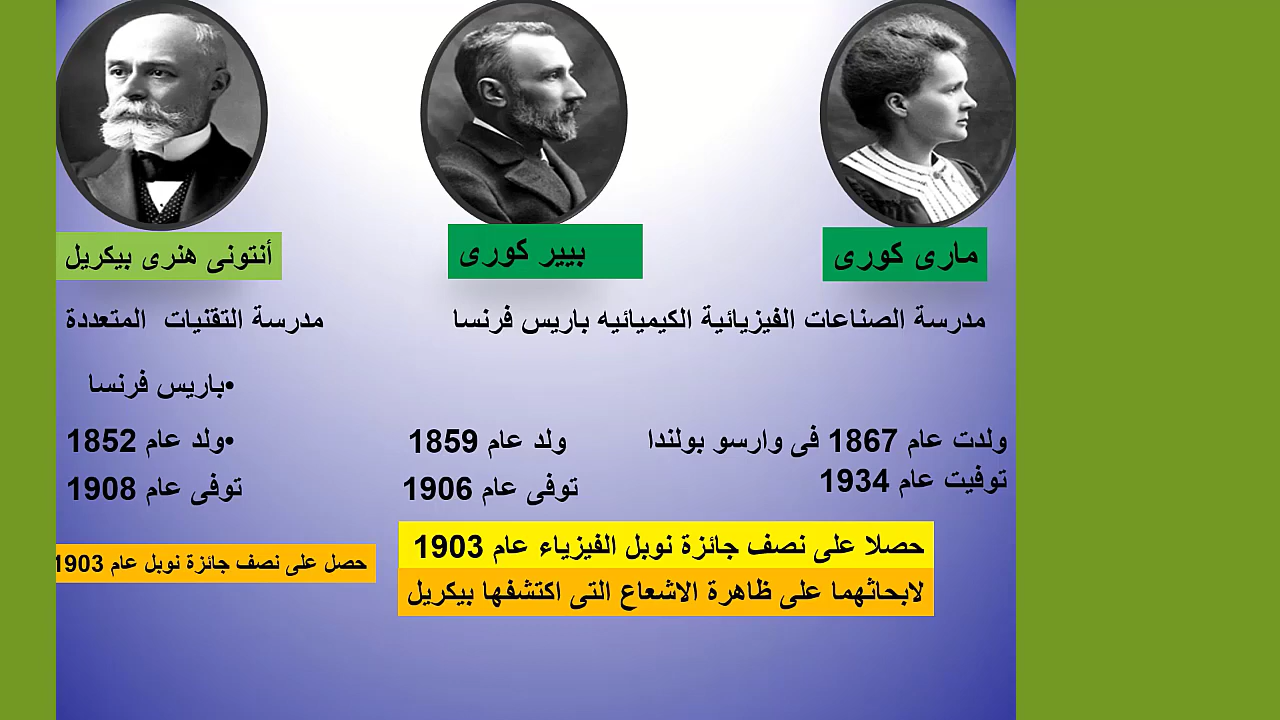 مارى كورى
بيير كورى
أنتونى هنرى بيكريل
مدرسة الصناعات الفيزيائية الكيميائيه باريس فرنسا
مدرسة التقنيات المتعددة
•باريس فرنسا
ولدت عام 1867 فى وارسو بولندا
توفيت عام 1934
ولد عام 1859
توفى عام 1906
•ولد عام 1852
توفى عام 1908
حصلا على نصف جائزة نوبل الفيزياء عام 1903
لابحاثهما على ظاهرة الاشعاع التى اكتشفها بيكريل
حصل على نصف جائزة نوبل عام 1903